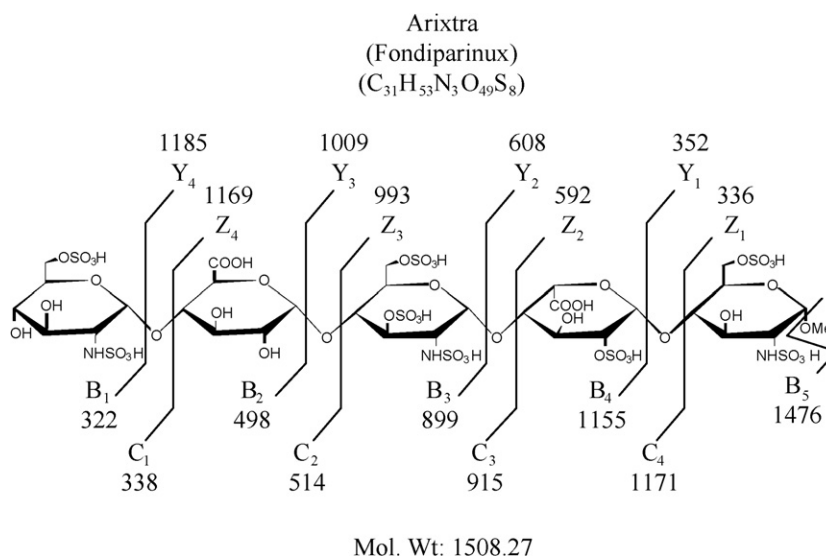 Arixtra
(Fondiparinux)
(C₃₁H₅₃N₃O₄₉S₈)
1185 1009 608 352
Y₄ Y₃ Y₂ Y₁
1169 993 592 336
Z₄ Z₃ Z₂ Z₁
OSO₃H COOH OSO₃H OSO₃H
O O O O O
OH OH OSO₃H COOH OH OH OMe
OH NHSO₃H O OH O NHSO₃H O OSO₃H O NHSO₃H
B₁ B₂ B₃ B₄ B₅
322 498 899 1155 1476
C₁ C₂ C₃ C₄
338 514 915 1171
Mol. Wt: 1508.27